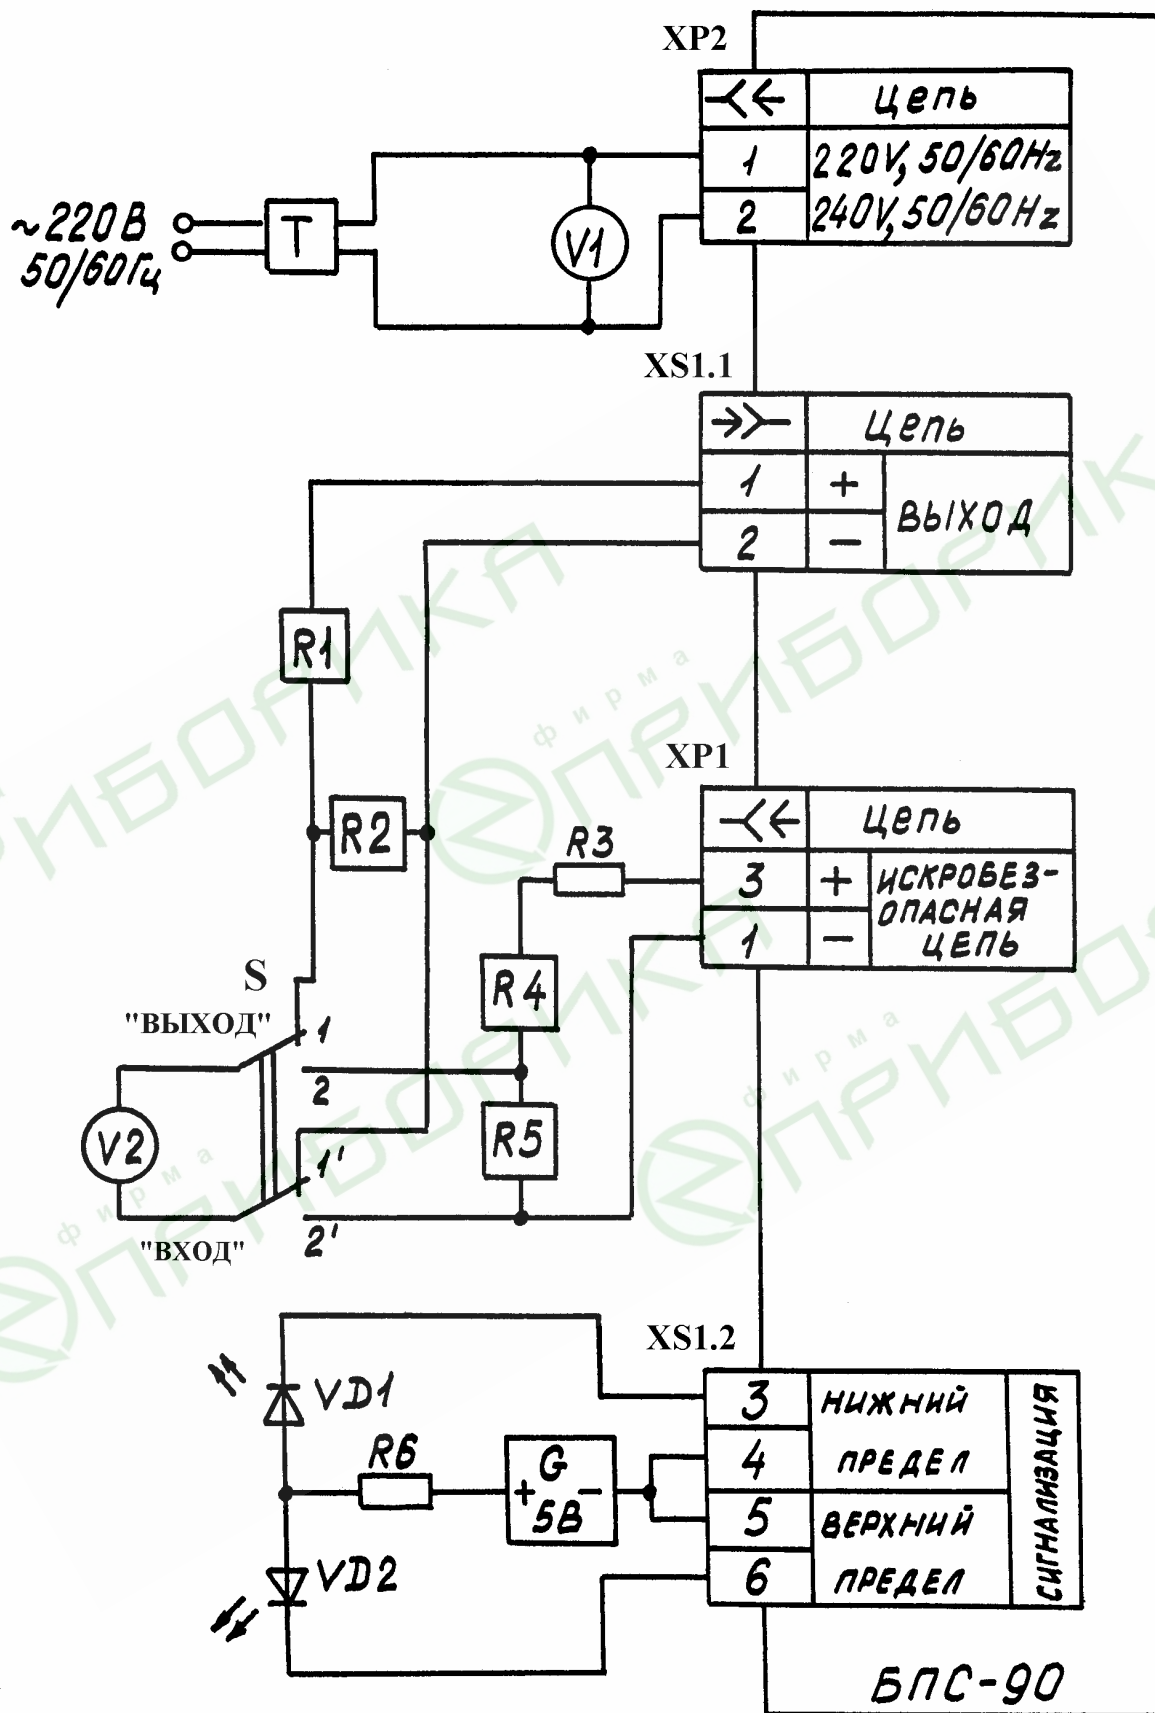 XP2
Цепь
1 220V, 50/60Hz
2 240V, 50/60Hz
~220В
50/60Гц
T
V1
XS1.1
Цепь
1 +
2 −
ВЫХОД
R1
R2
XP1
Цепь
3 +
1 −
ИСКРОБЕЗ-
ОПАСНАЯ
ЦЕПЬ
R3
R4
R5
S
"ВЫХОД"
1
2
V2
1'
2'
"ВХОД"
XS1.2
3 НИЖНИЙ
4 ПРЕДЕЛ
5 ВЕРХНИЙ
6 ПРЕДЕЛ
СИГНАЛИЗАЦИЯ
VD1
R6
G
+ −
5В
VD2
БПС-90
фирма
ПРИБОРИКА